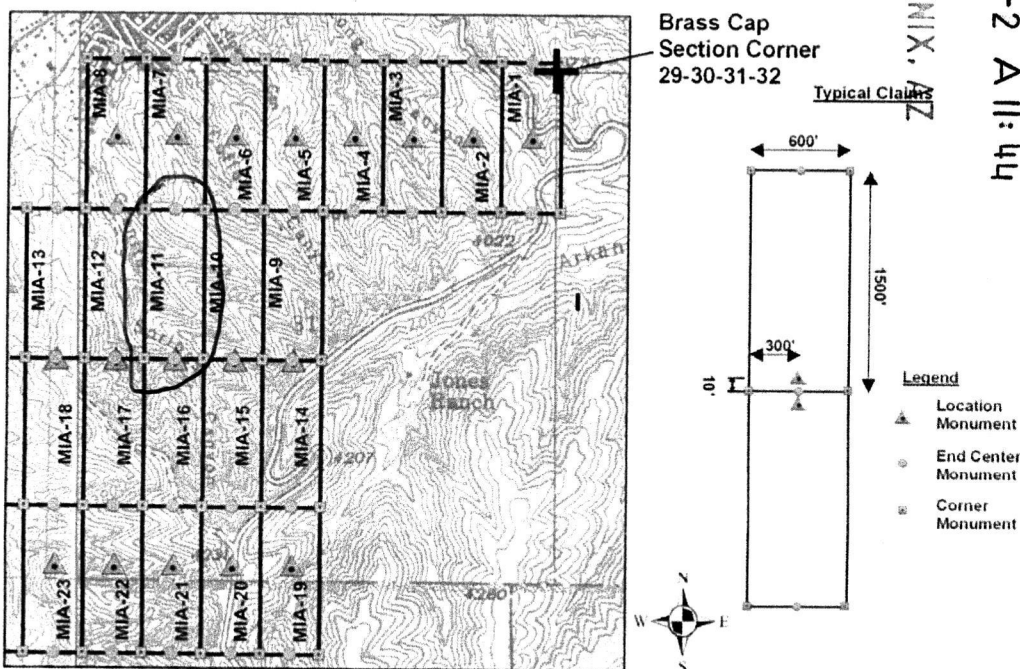 Brass Cap
Section Corner
29-30-31-32
NIX, AZ
-2 A 11:44
Typical Claims
600'
1500'
300'
10'
Legend
Location
Monument
End Center
Monument
Corner
Monument
N
W
E
S
MIA-8
MIA-7
MIA-6
MIA-5
MIA-4
MIA-3
MIA-2
MIA-1
MIA-13
MIA-12
MIA-11
MIA-10
MIA-9
MIA-18
MIA-17
MIA-16
MIA-15
MIA-14
MIA-23
MIA-22
MIA-21
MIA-20
MIA-19
4022
Arkan
31
Jones
Ranch
4207
4280